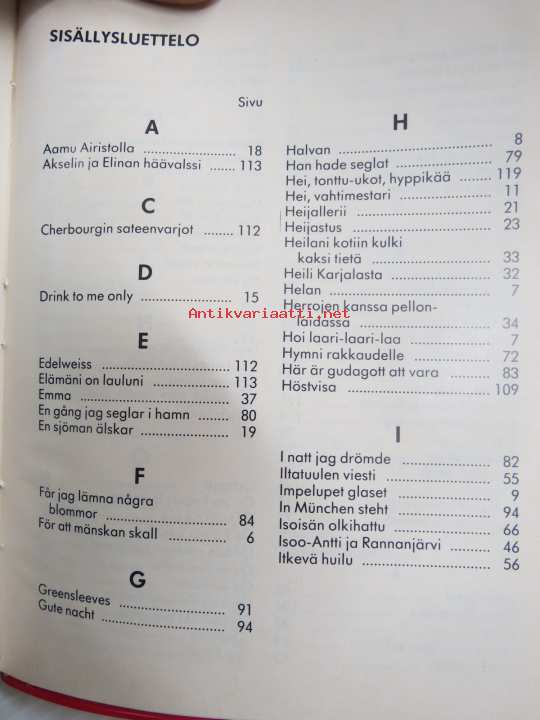 SISÄLLYSLUETTELO
Sivu
A
Aamu Airistolla ........................ 18
Akselin ja Elinan häävalssi ...... 113
C
Cherbourgin sateenvarjot ........ 112
D
Drink to me only ....................... 15
E
Edelweiss ................................. 112
Elämäni on lauluni ................... 113
Emma ........................................ 37
En gång jag seglar i hamn ........ 80
En sjöman älskar ...................... 19
F
Får jag lämna några
blommor ................................ 84
För att mänskan skall ................ 6
G
Greensleeves ............................ 91
Gute nacht ................................ 94
H
Halvan ...................................... 8
Han hade seglat ....................... 79
Hei, tonttu-ukot, hyppikää ........ 119
Hei, vahtimestari ...................... 11
Heijallerii ................................. 21
Heijastus .................................. 23
Heilani kotiin kulki
kaksi tietä .............................. 33
Heili Karjalasta ........................ 32
Helan ....................................... 7
Herrojen kanssa pellon-
laidassa ................................ 34
Hoi laari-laari-laa .................... 7
Hymni rakkaudelle ................... 72
Här är gudagott att vara .......... 83
Höstvisa ................................... 109
I
I natt jag drömde ..................... 82
Iltatuulen viesti ........................ 55
Impelupet glaset ...................... 9
In München steht ..................... 94
Isoisän olkihattu ...................... 66
Isoo-Antti ja Rannanjärvi ......... 46
Itkevä huilu .............................. 56
Antikvariaatti.net